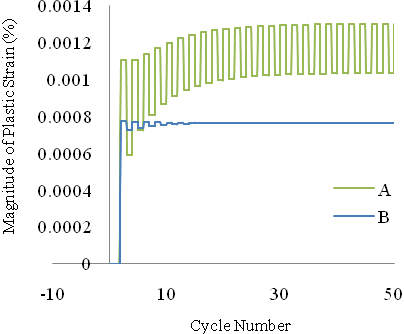 Magnitude of Plastic Strain (%)
0.0014
0.0012
0.001
0.0008
0.0006
0.0004
0.0002
0
A
B
-10 10 30 50
Cycle Number